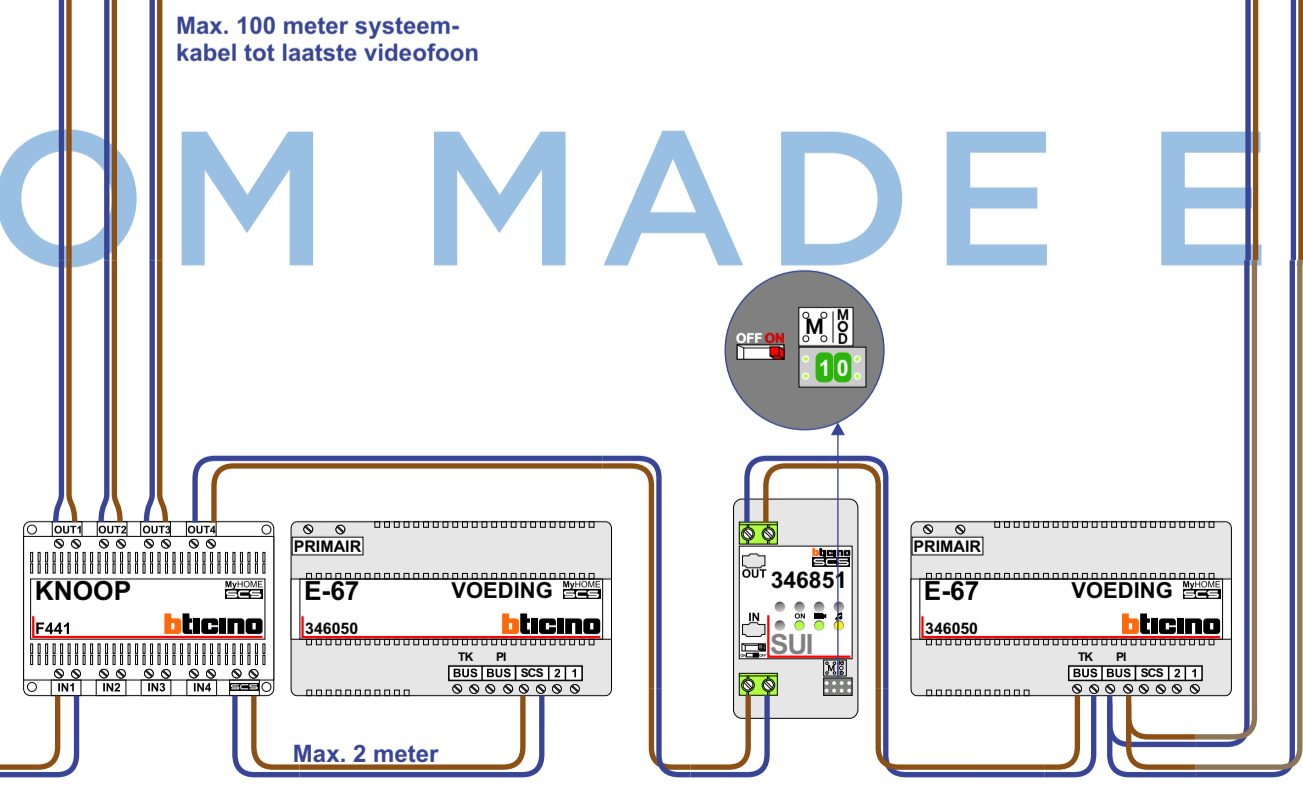 Max. 100 meter systeem-
kabel tot laatste videofoon
OM MADE E
OFF ON
M MOD
10
OUT1 OUT2 OUT3 OUT4
KNOOP
MyHOME
SCS
F441
bticino
IN1 IN2 IN3 IN4 SCS
PRIMAIR
E-67 VOEDING
MyHOME
SCS
346050
bticino
TK PI
BUS BUS SCS 2 1
Max. 2 meter
bticino
SCS
OUT
346851
ON
IN
SUI
ON OFF
M MOD
PRIMAIR
E-67 VOEDING
MyHOME
SCS
346050
bticino
TK PI
BUS BUS SCS 2 1